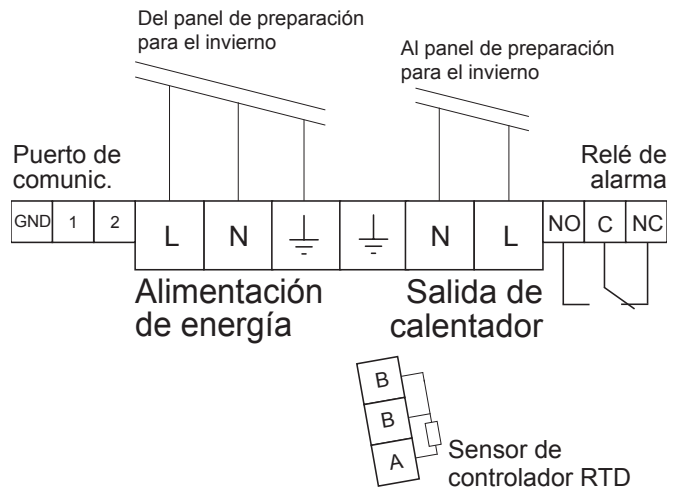 Del panel de preparación
para el invierno
Al panel de preparación
para el invierno
Puerto de
comunic.
Relé de
alarma
GND 1 2 L N N L NO C NC
Alimentación
de energía
Salida de
calentador
B
B
A
Sensor de
controlador RTD